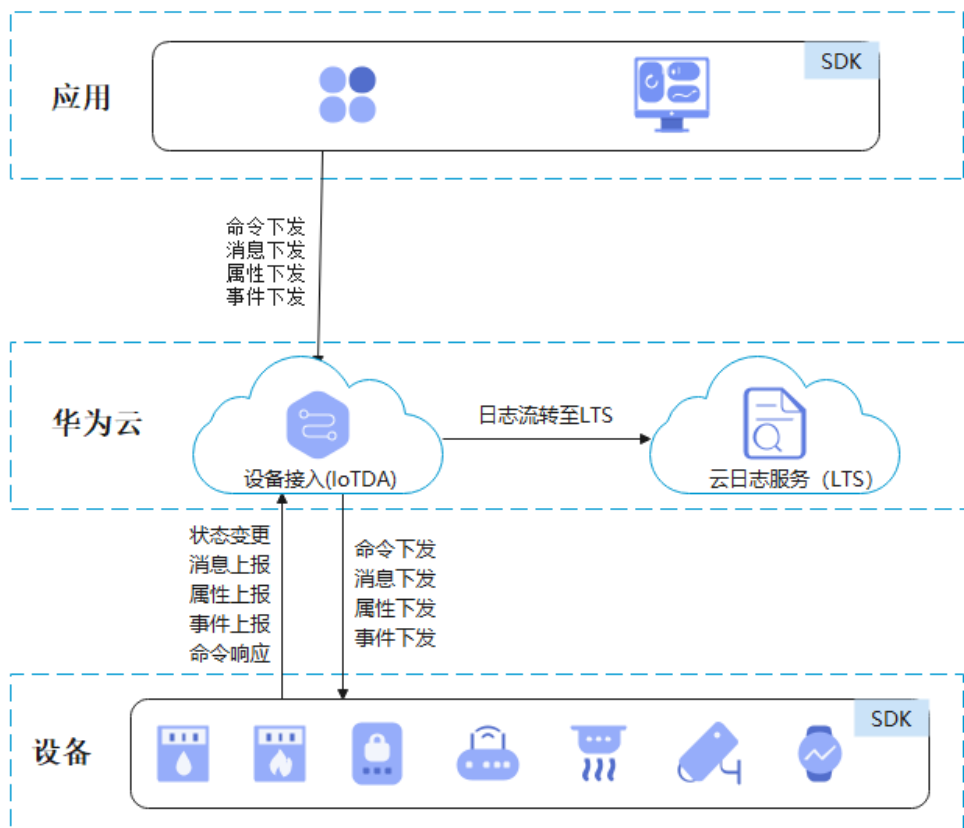 SDK
应用
命令下发
消息下发
属性下发
事件下发
华为云
设备接入(IoTDA)
日志流转至LTS
云日志服务（LTS）
状态变更
消息上报
属性上报
事件上报
命令响应
命令下发
消息下发
属性下发
事件下发
SDK
设备